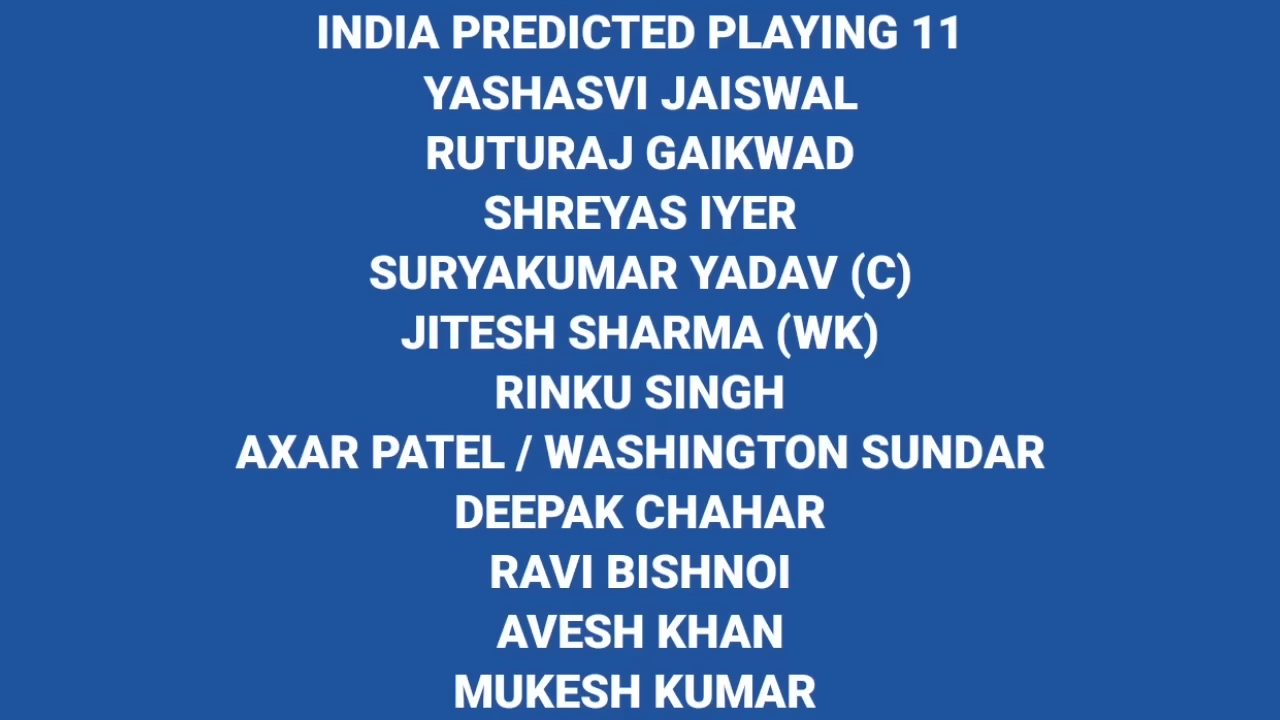 INDIA PREDICTED PLAYING 11
YASHASVI JAISWAL
RUTURAJ GAIKWAD
SHREYAS IYER
SURYAKUMAR YADAV (C)
JITESH SHARMA (WK)
RINKU SINGH
AXAR PATEL / WASHINGTON SUNDAR
DEEPAK CHAHAR
RAVI BISHNOI
AVESH KHAN
MUKESH KUMAR